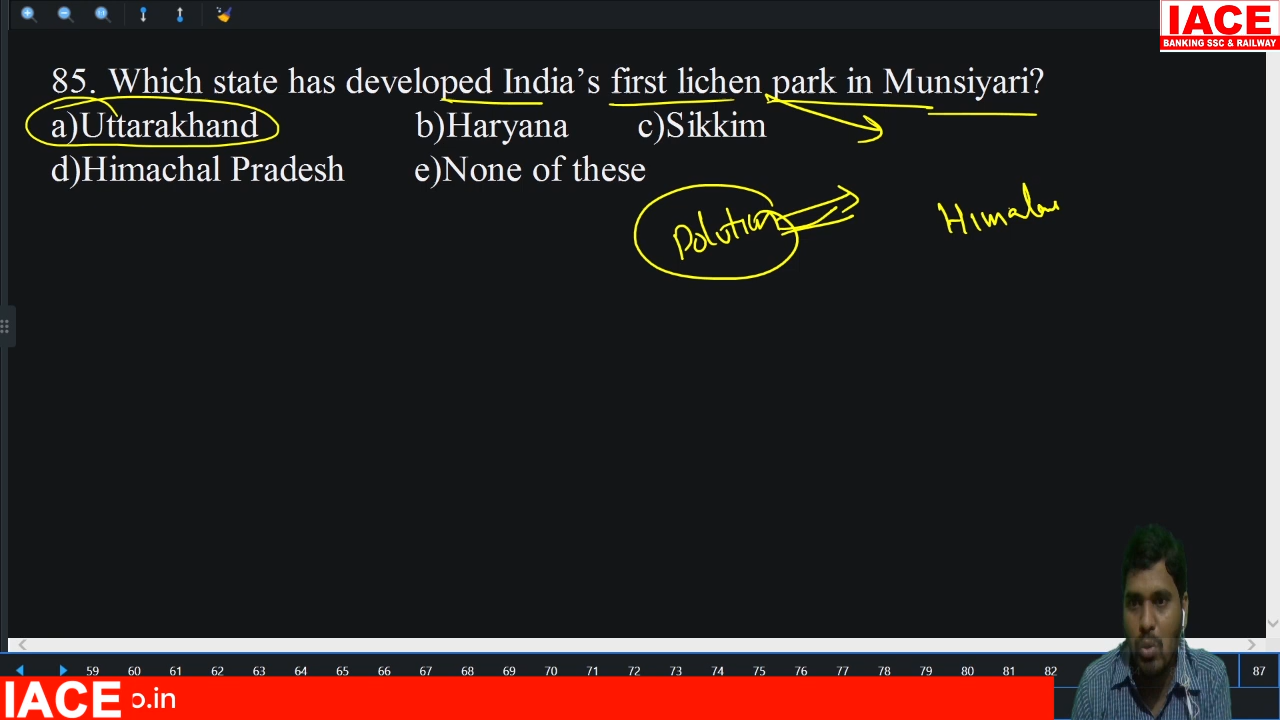 IACE
BANKING SSC & RAILWAY
85. Which state has developed India's first lichen park in Munsiyari?
a)Uttarakhand b)Haryana c)Sikkim
d)Himachal Pradesh e)None of these
Polution
59 60 61 62 63 64 65 66 67 68 69 70 71 72 73 74 75 76 77 78 79 80 81 82 87
IACE .in